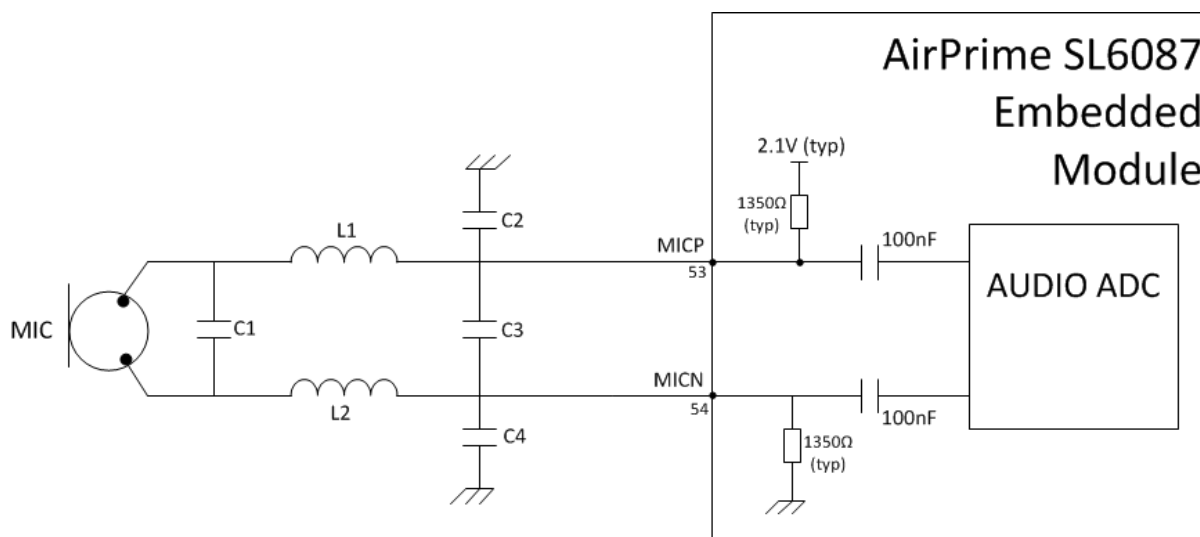 AirPrime SL6087
Embedded
Module
2.1V (typ)
1350Ω
(typ)
C2
L1
MICP
53
100nF
AUDIO ADC
MIC
C1
C3
L2
MICN
54
C4
100nF
1350Ω
(typ)